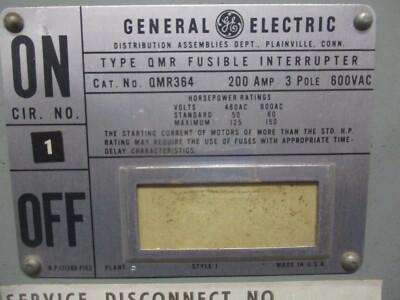 ON
CIR. NO.
1
OFF
GENERAL GE ELECTRIC
DISTRIBUTION ASSEMBLIES DEPT., PLAINVILLE, CONN.
TYPE QMR FUSIBLE INTERRUPTER
CAT. NO. QMR364 200 AMP 3 POLE 600VAC
HORSEPOWER RATINGS
VOLTS 480AC 600AC
STANDARD 50 60
MAXIMUM 125 150
THE STARTING CURRENT OF MOTORS OF MORE THAN THE STD. H.P.
RATING MAY REQUIRE THE USE OF FUSES WITH APPROPRIATE TIME-
DELAY CHARACTERISTICS.
PLANT STYLE 1 MADE IN U.S.A.
SERVICE DISCONNECT NO